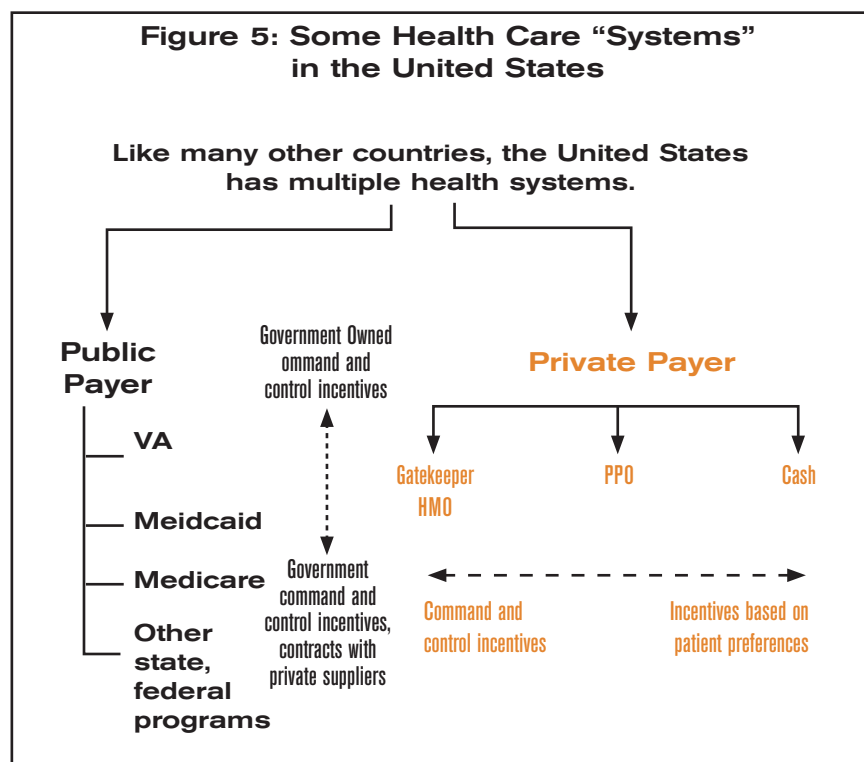 Figure 5: Some Health Care “Systems”
in the United States
Like many other countries, the United States
has multiple health systems.
Public
Payer
VA
Meidcaid
Medicare
Other
state,
federal
programs
Government Owned
ommand and
control incentives
Government
command and
control incentives,
contracts with
private suppliers
Private Payer
Gatekeeper
HMO
PPO
Cash
Command and
control incentives
Incentives based on
patient preferences